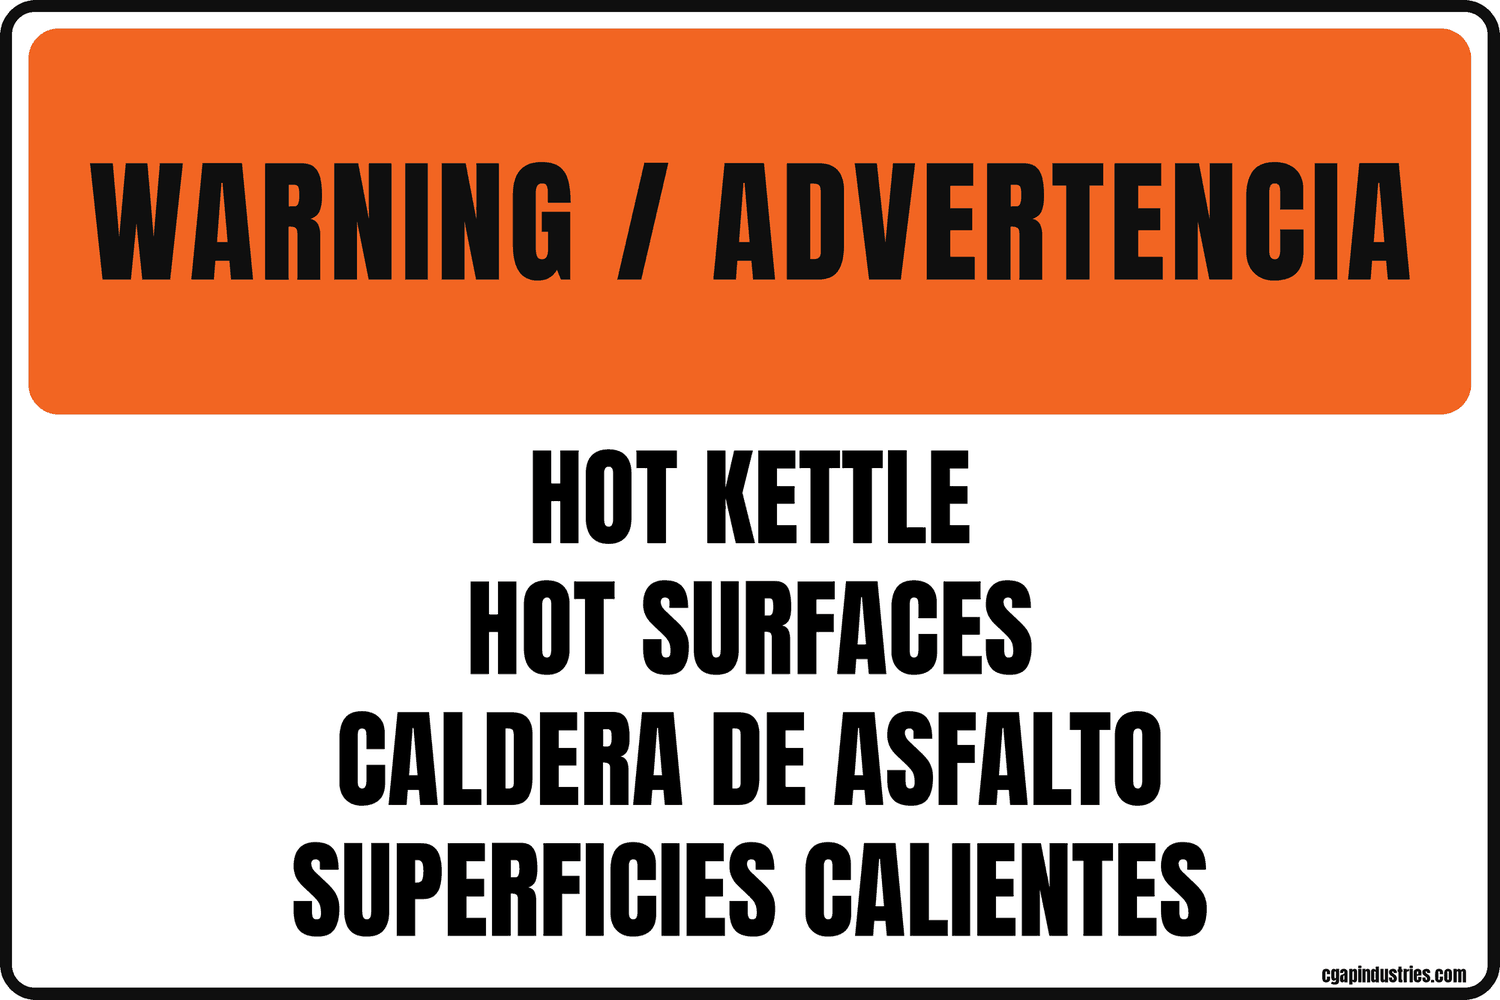 WARNING / ADVERTENCIA
HOT KETTLE
HOT SURFACES
CALDERA DE ASFALTO
SUPERFICIES CALIENTES
cgapindustries.com